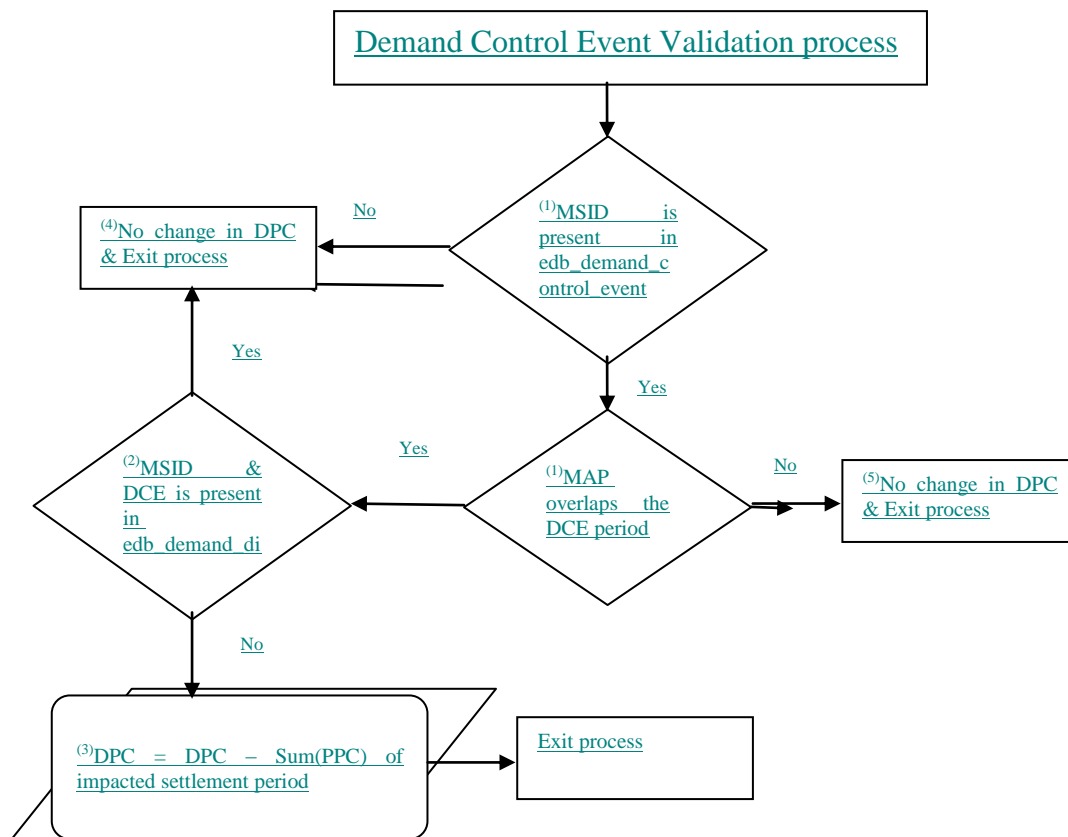 Demand Control Event Validation process
No
(1)MSID is
present in
edb_demand_c
ontrol_event
(4)No change in DPC
& Exit process
Yes
Yes
(2)MSID &
DCE is present
in
edb_demand_di
Yes
(1)MAP
overlaps the
DCE period
No
(5)No change in DPC
& Exit process
No
(3)DPC = DPC – Sum(PPC) of
impacted settlement period
Exit process